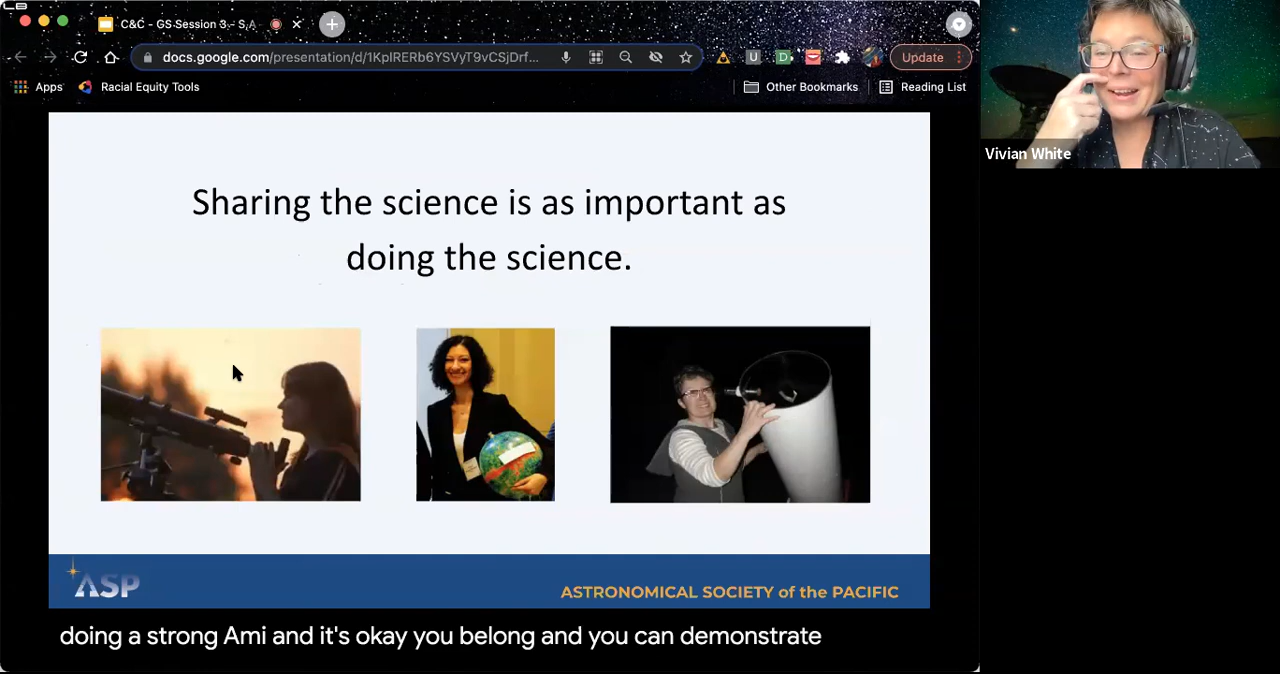 C&C - GS Session 3 - S,A
docs.google.com/presentation/d/1KpIRERb6YSVyT9vCSjDrf...
Update
Apps
Racial Equity Tools
Other Bookmarks
Reading List
Vivian White
Sharing the science is as important as
doing the science.
ASP
ASTRONOMICAL SOCIETY of the PACIFIC
doing a strong Ami and it's okay you belong and you can demonstrate